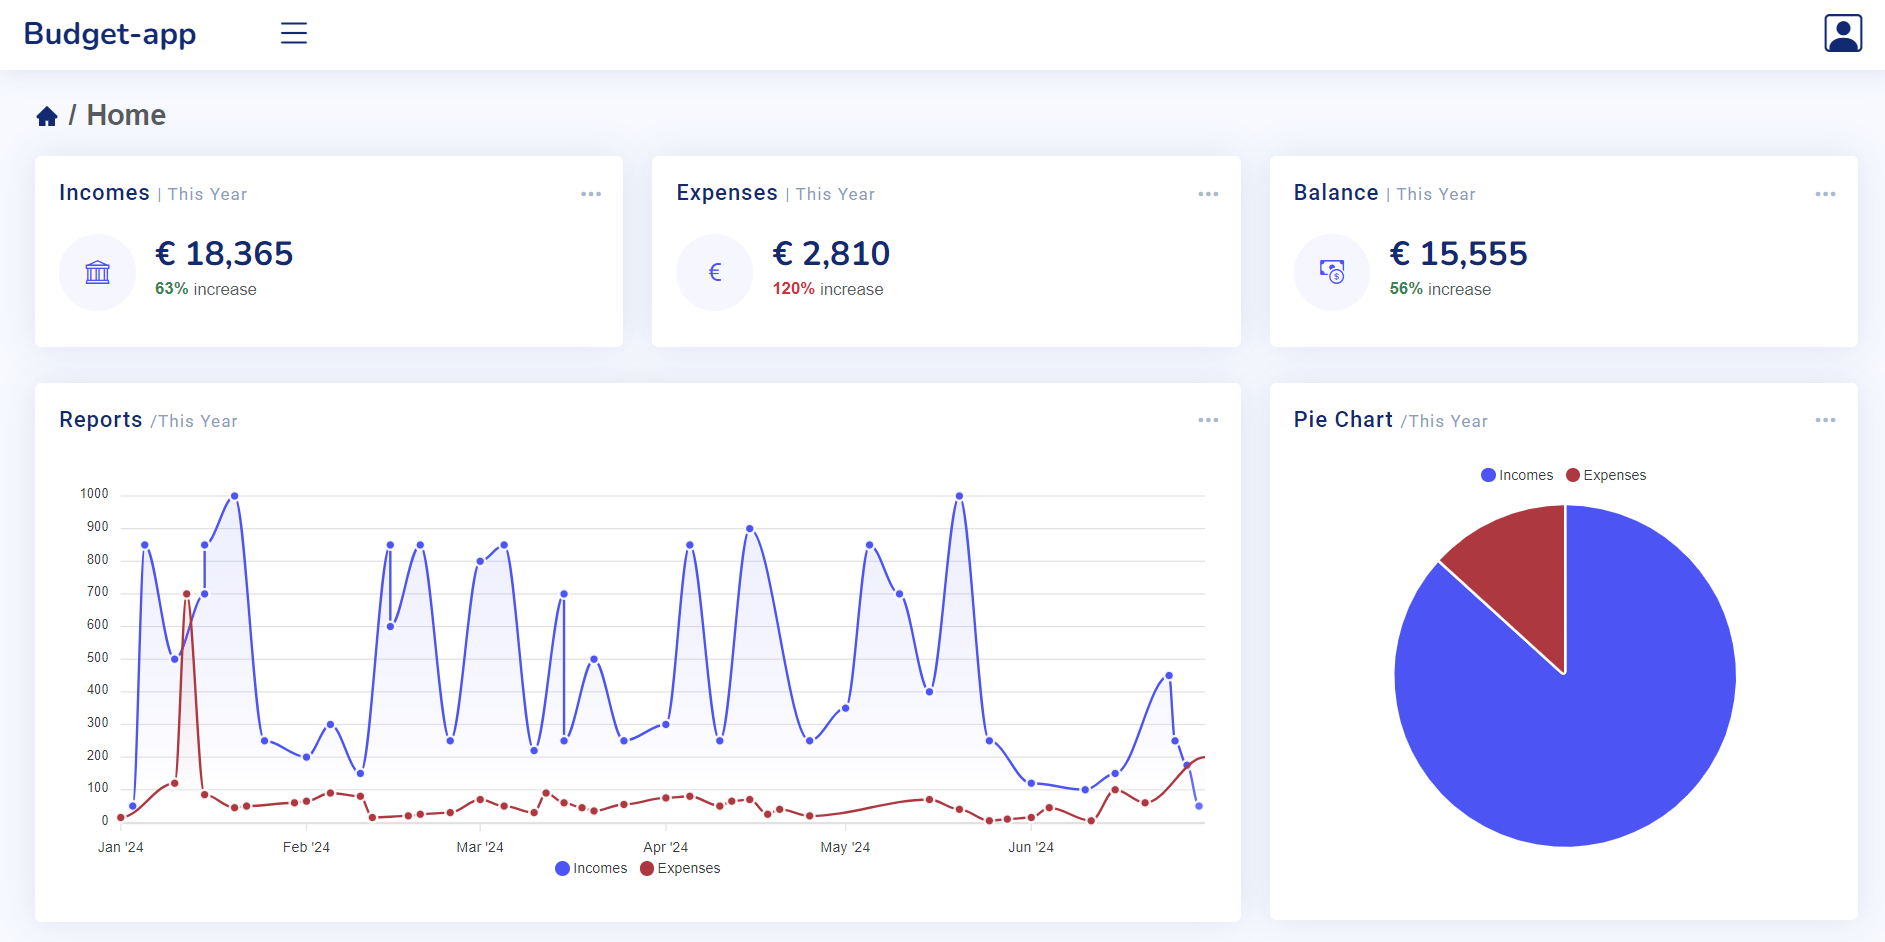 Budget-app
/ Home
Incomes | This Year
€ 18,365
63% increase
Expenses | This Year
€
€ 2,810
120% increase
Balance | This Year
$
€ 15,555
56% increase
Reports /This Year
1000
900
800
700
600
500
400
300
200
100
0
Jan '24 Feb '24 Mar '24 Apr '24 May '24 Jun '24
Incomes Expenses
Pie Chart /This Year
Incomes Expenses